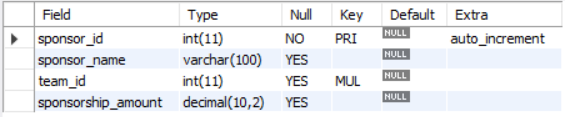 Field Type Null Key Default Extra
sponsor_id int(11) NO PRI NULL auto_increment
sponsor_name varchar(100) YES NULL
team_id int(11) YES MUL NULL
sponsorship_amount decimal(10,2) YES NULL